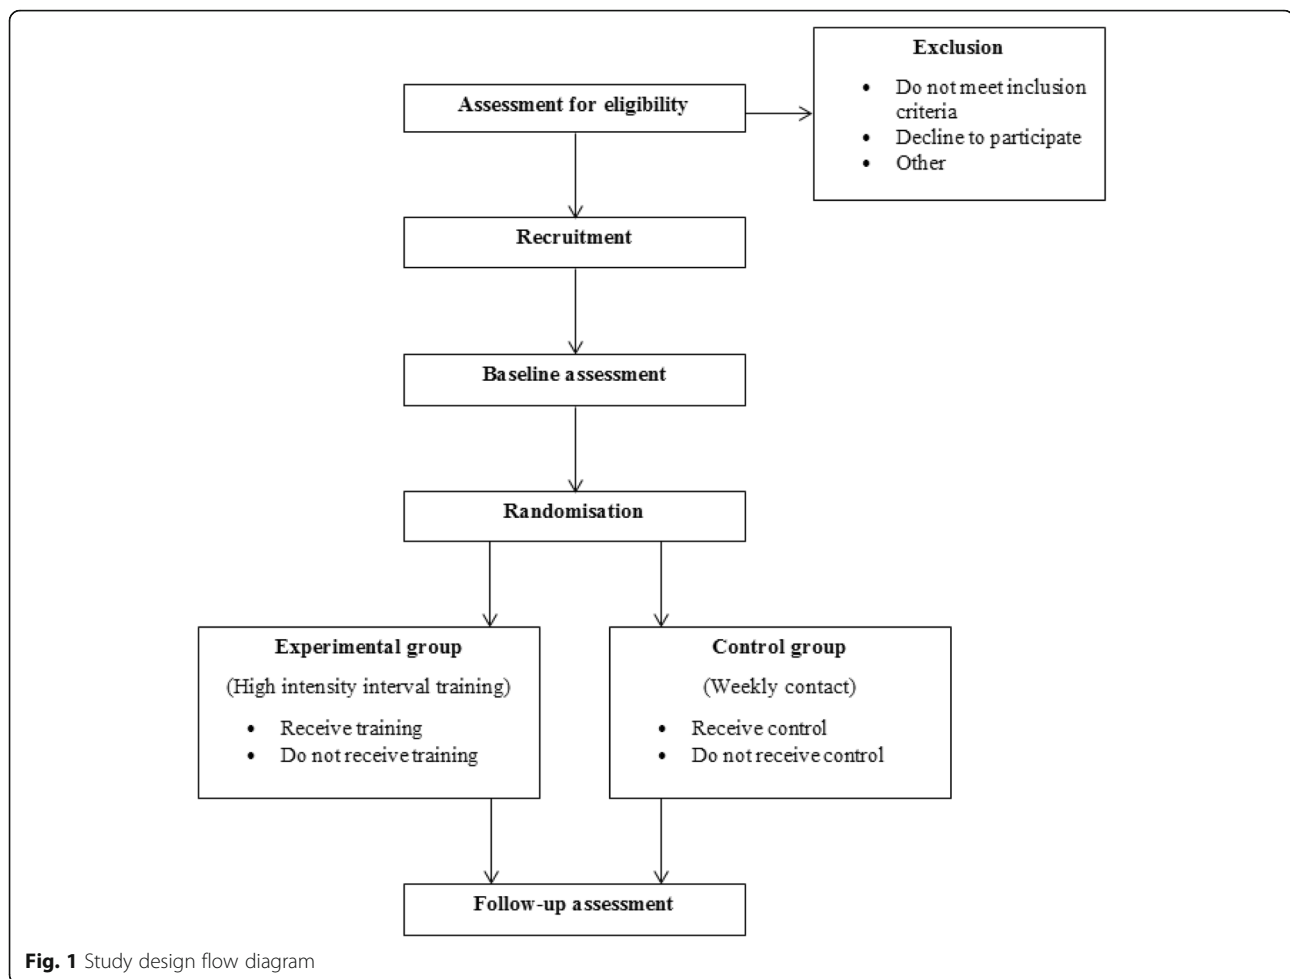 Assessment for eligibility
Exclusion
• Do not meet inclusion
criteria
• Decline to participate
• Other
Recruitment
Baseline assessment
Randomisation
Experimental group
(High intensity interval training)
• Receive training
• Do not receive training
Control group
(Weekly contact)
• Receive control
• Do not receive control
Follow-up assessment
Fig. 1 Study design flow diagram